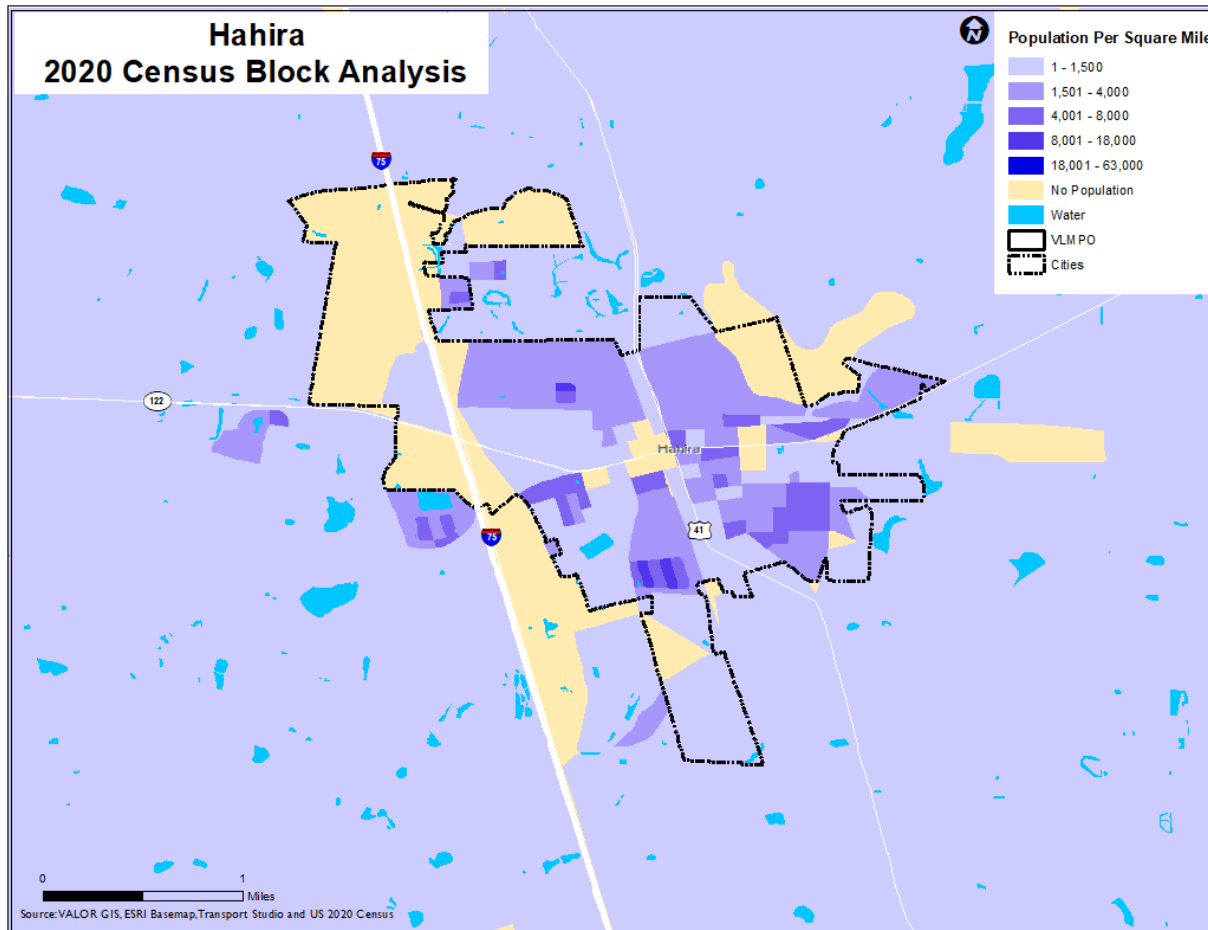 Hahira
2020 Census Block Analysis
N
Population Per Square Mile
1 - 1,500
1,501 - 4,000
4,001 - 8,000
8,001 - 18,000
18,001 - 63,000
No Population
Water
VLMPO
Cities
75
122
Hahira
41
75
0 1
Miles
Source:VALOR GIS, ESRI Basemap,Transport Studio and US 2020 Census